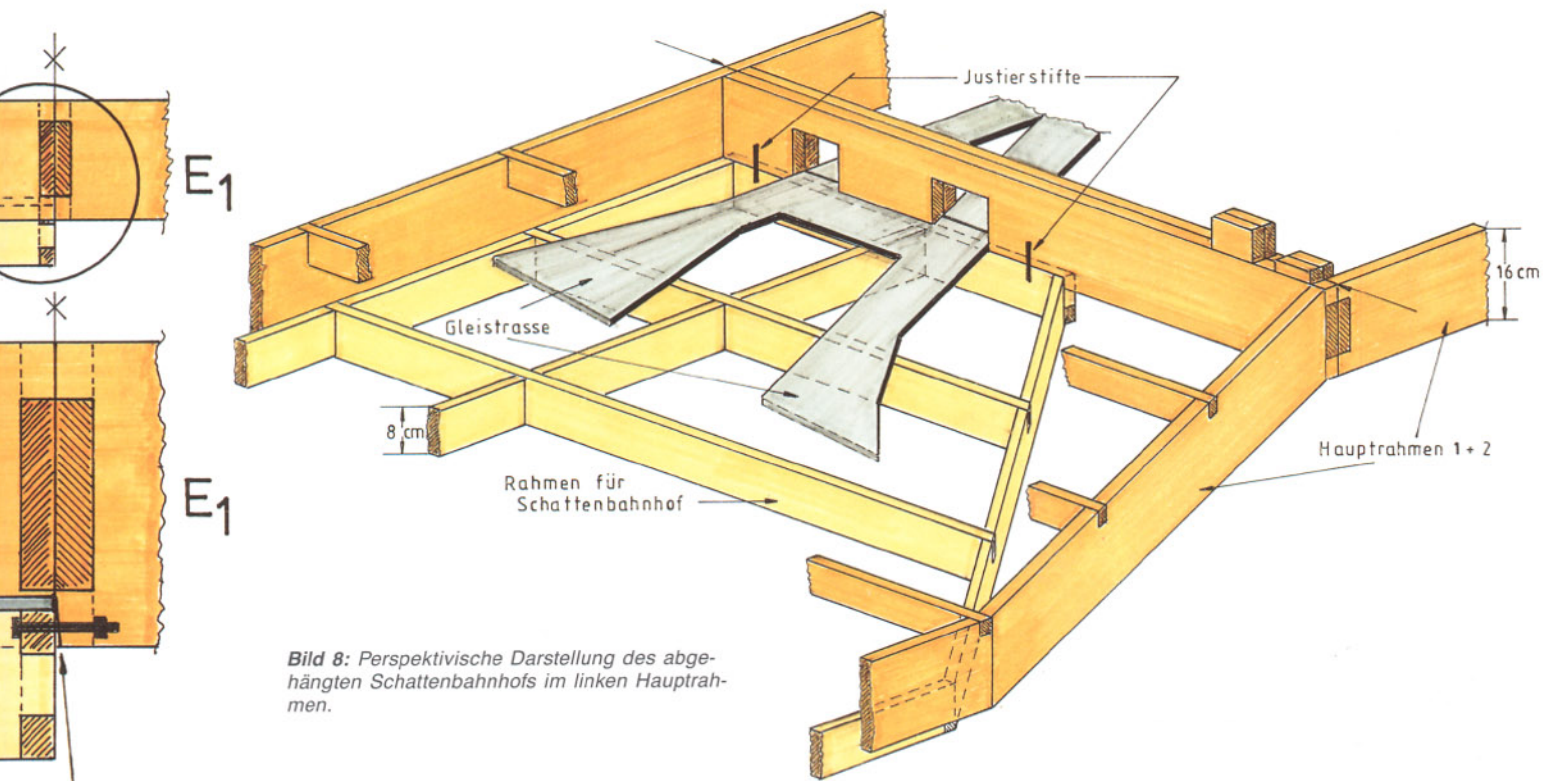 E1
E1
Justierstifte
16 cm
Gleistrasse
8 cm
Hauptrahmen 1 + 2
Rahmen für
Schattenbahnhof
Bild 8: Perspektivische Darstellung des abge-
hängten Schattenbahnhofs im linken Hauptrah-
men.